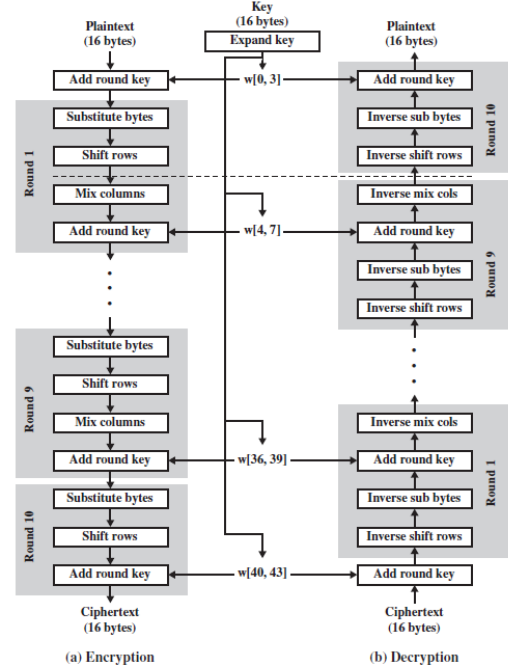 Key
(16 bytes)
Expand key
Plaintext
(16 bytes)
Add round key
Round 1
Substitute bytes
Shift rows
Mix columns
Add round key
Round 9
Substitute bytes
Shift rows
Mix columns
Add round key
Round 10
Substitute bytes
Shift rows
Add round key
Ciphertext
(16 bytes)
(a) Encryption
w[0, 3]
w[4, 7]
w[36, 39]
w[40, 43]
Plaintext
(16 bytes)
Add round key
Inverse sub bytes
Inverse shift rows
Round 10
Inverse mix cols
Add round key
Inverse sub bytes
Inverse shift rows
Round 9
Inverse mix cols
Add round key
Inverse sub bytes
Inverse shift rows
Round 1
Add round key
Ciphertext
(16 bytes)
(b) Decryption